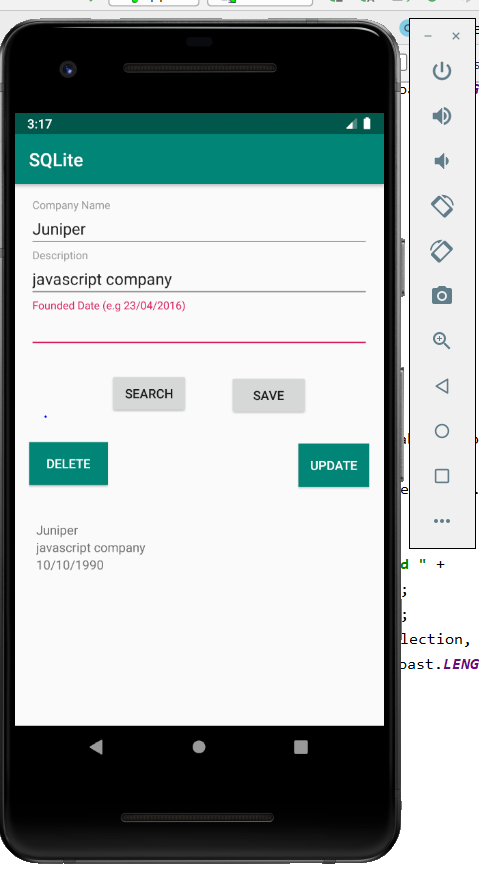 3:17
SQLite
Company Name
Juniper
Description
javascript company
Founded Date (e.g 23/04/2016)
SEARCH
SAVE
DELETE
UPDATE
Juniper
javascript company
10/10/1990
d " +
;
;
lection,
oast.LENG